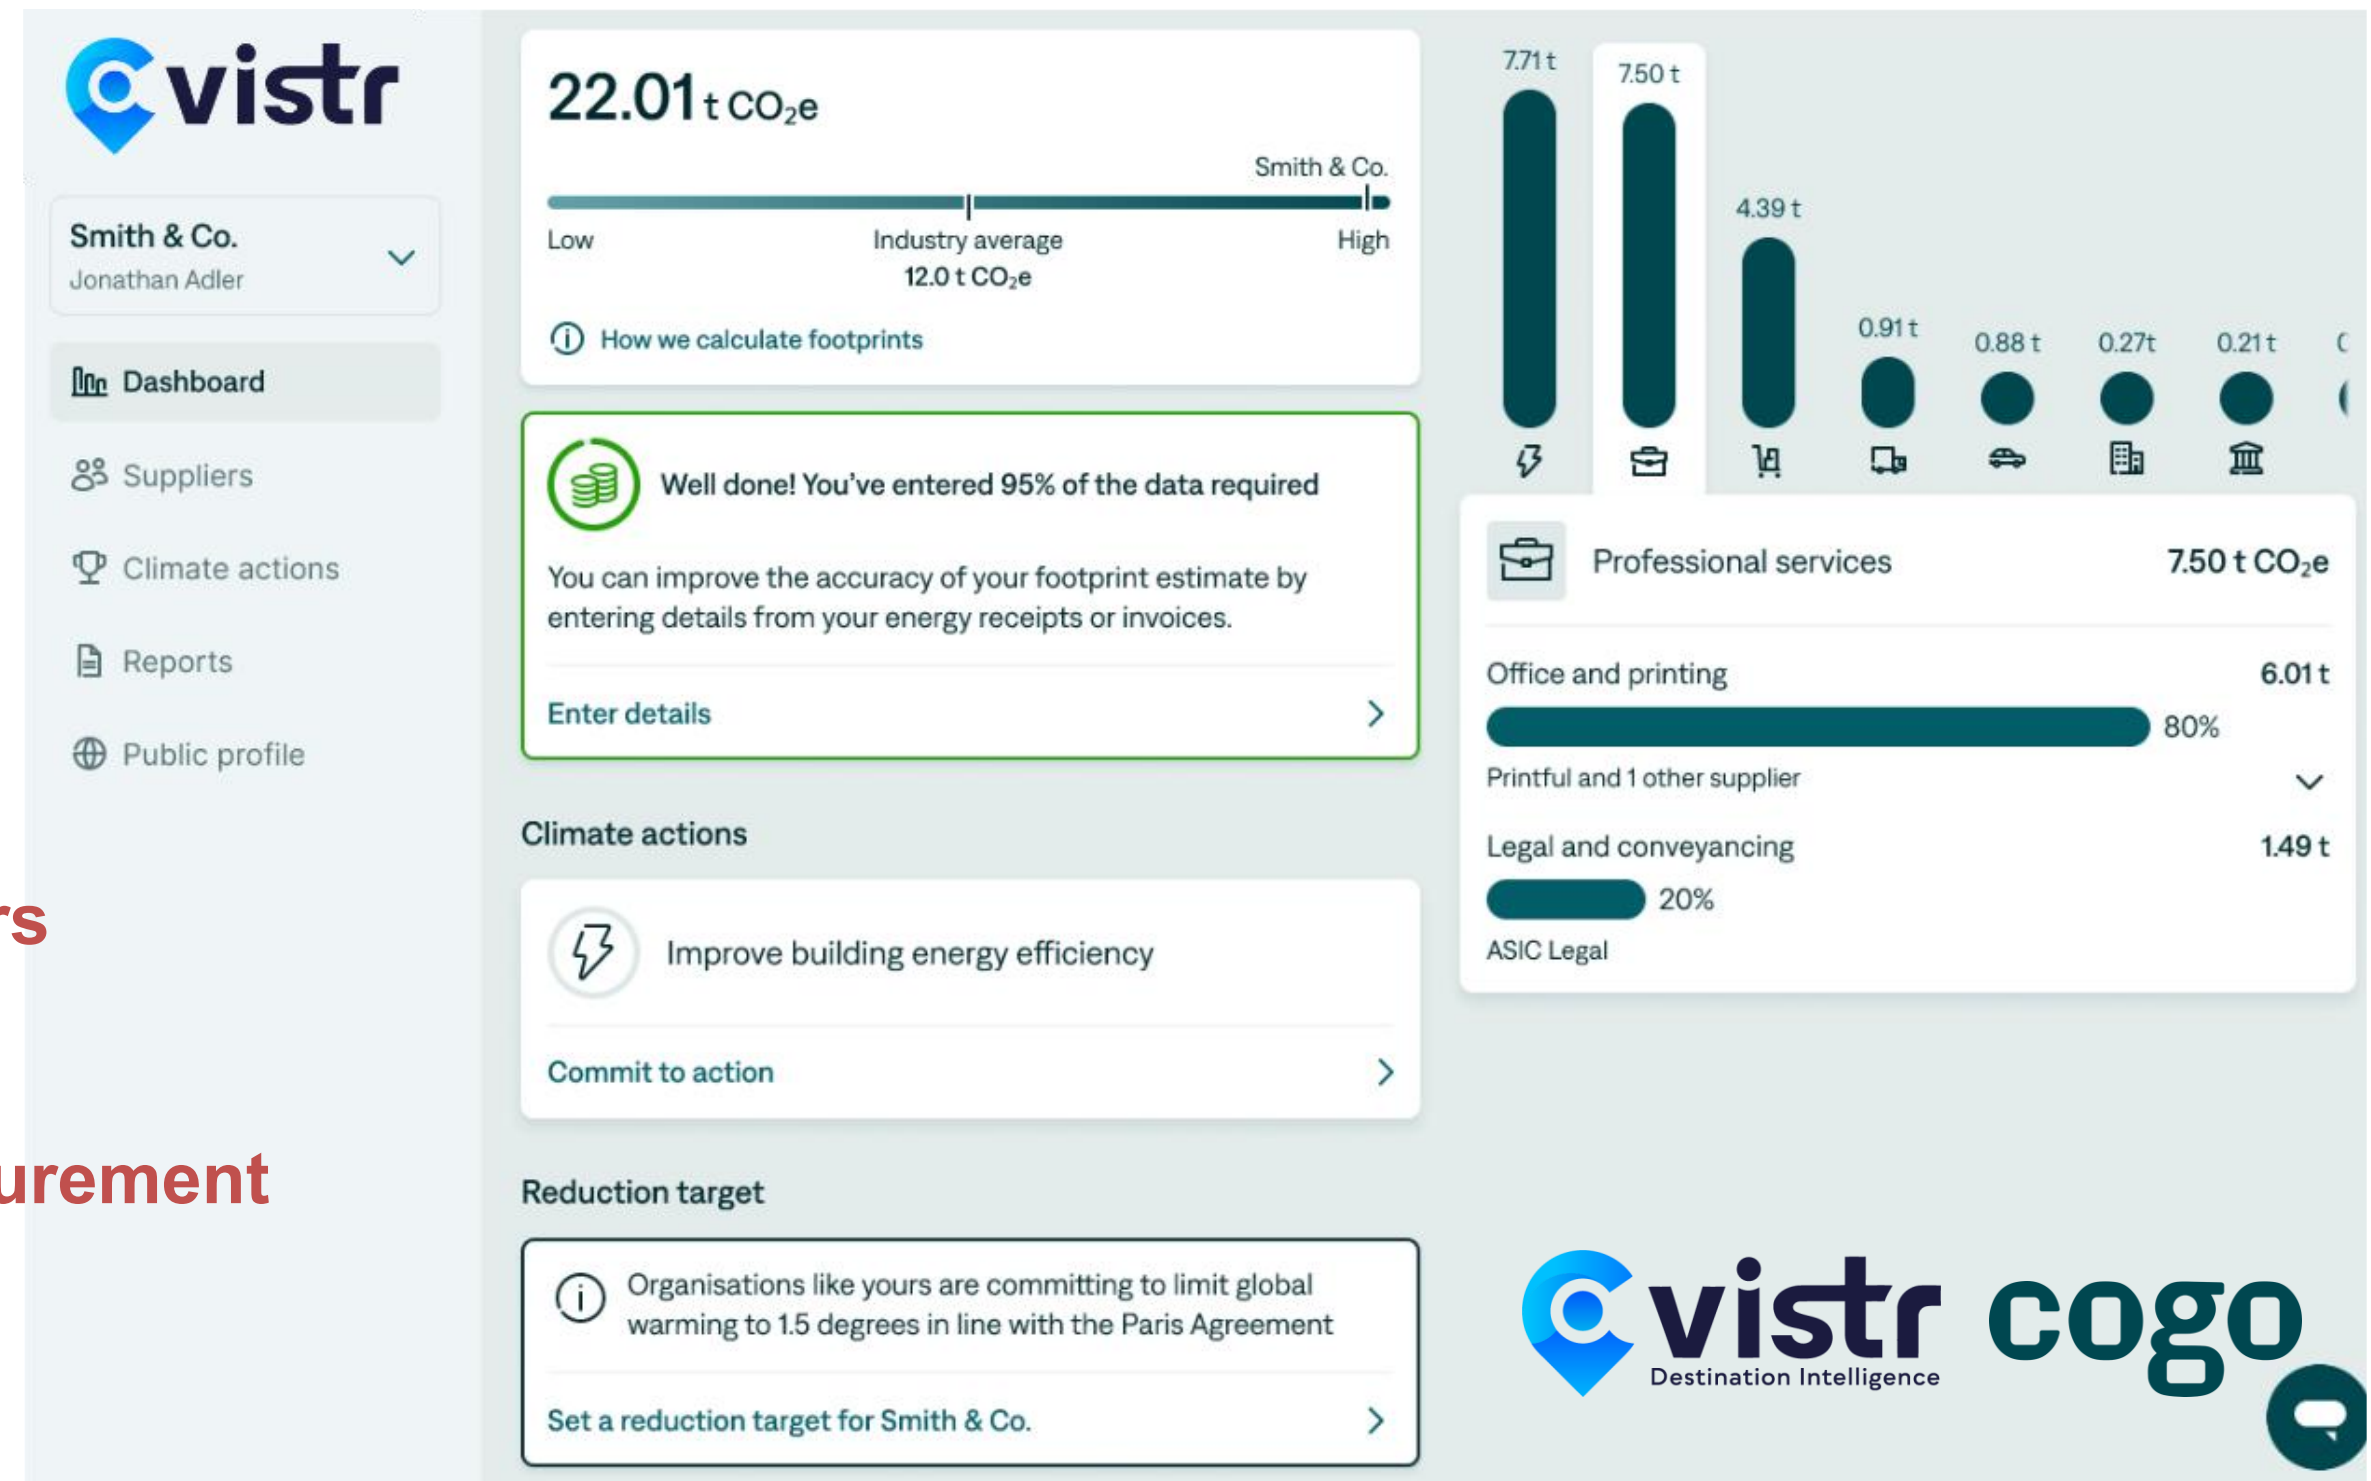 vistr
Smith & Co.
Jonathan Adler
Dashboard
Suppliers
Climate actions
Reports
Public profile
rs
urement
22.01 t CO₂e
Smith & Co.
Low
Industry average
High
12.0 t CO₂e
How we calculate footprints
Well done! You've entered 95% of the data required
You can improve the accuracy of your footprint estimate by
entering details from your energy receipts or invoices.
Enter details
Climate actions
Improve building energy efficiency
Commit to action
Reduction target
Organisations like yours are committing to limit global
warming to 1.5 degrees in line with the Paris Agreement
Set a reduction target for Smith & Co.
7.71 t
7.50 t
4.39 t
0.91 t
0.88 t
0.27t
0.21 t
Professional services
7.50 t CO₂e
Office and printing
6.01 t
80%
Printful and 1 other supplier
Legal and conveyancing
1.49 t
20%
ASIC Legal
vistr
Destination Intelligence
cogo